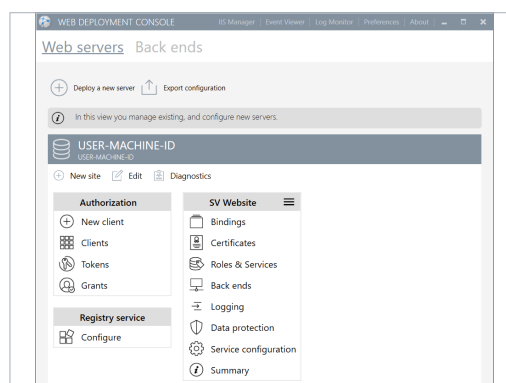 WEB DEPLOYMENT CONSOLE
IIS Manager | Event Viewer | Log Monitor | Preferences | About
Web servers Back ends
Deploy a new server Export configuration
In this view you manage existing, and configure new servers.
USER-MACHINE-ID
USER-MACHINE-ID
New site Edit Diagnostics
Authorization
New client
Clients
Tokens
Grants
Registry service
Configure
SV Website
Bindings
Certificates
Roles & Services
Back ends
Logging
Data protection
Service configuration
Summary